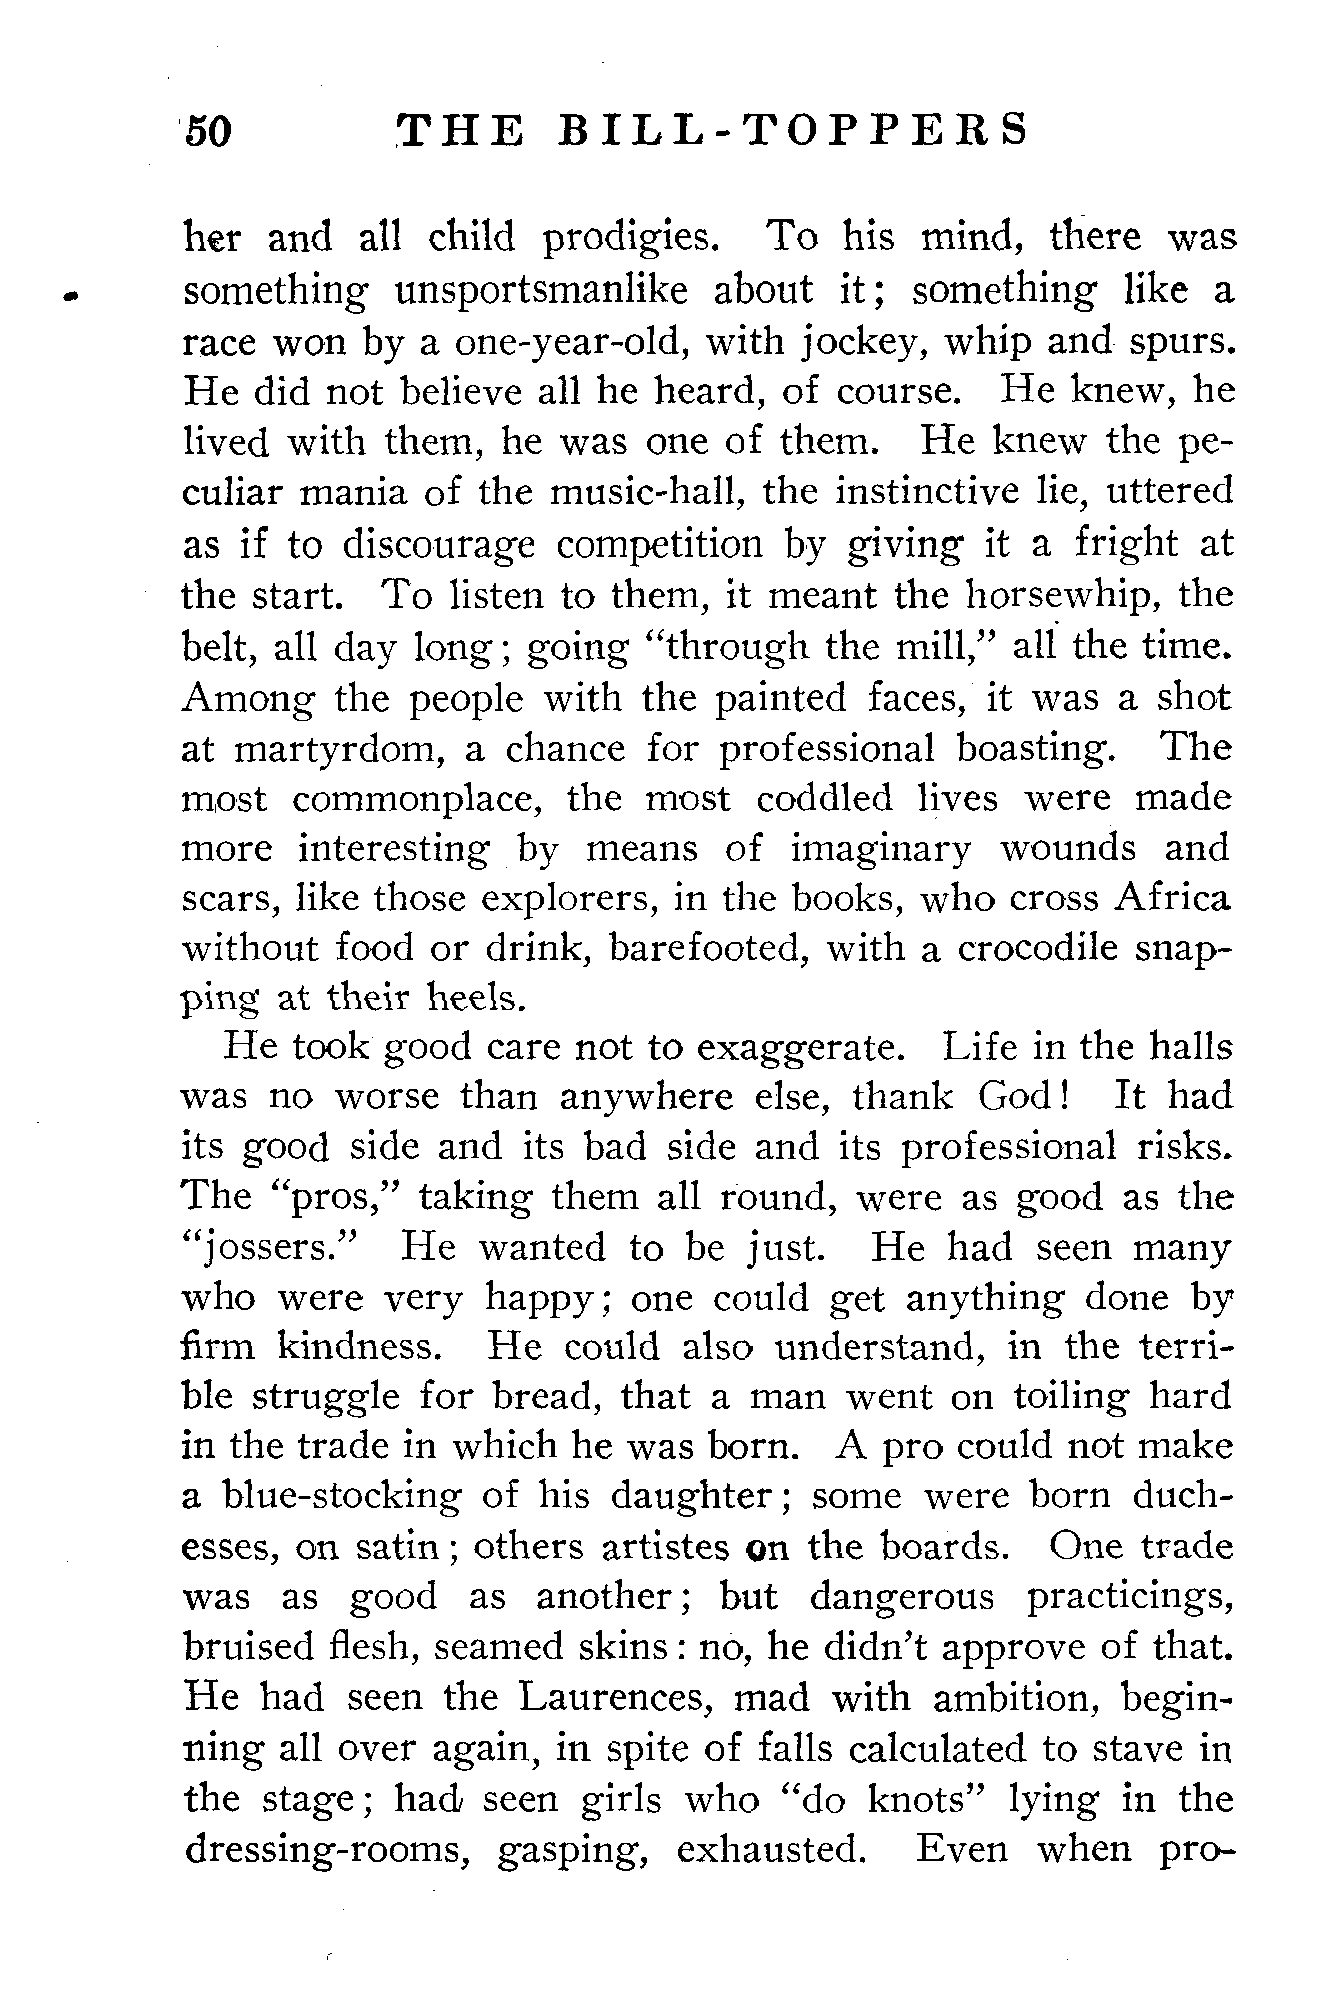 50 THE BILL-TOPPERS
her and all child prodigies. To his mind, there was
something unsportsmanlike about it; something like a
race won by a one-year-old, with jockey, whip and spurs.
He did not believe all he heard, of course. He knew, he
lived with them, he was one of them. He knew the pe-
culiar mania of the music-hall, the instinctive lie, uttered
as if to discourage competition by giving it a fright at
the start. To listen to them, it meant the horsewhip, the
belt, all day long; going "through the mill," all the time.
Among the people with the painted faces, it was a shot
at martyrdom, a chance for professional boasting. The
most commonplace, the most coddled lives were made
more interesting by means of imaginary wounds and
scars, like those explorers, in the books, who cross Africa
without food or drink, barefooted, with a crocodile snap-
ping at their heels.
He took good care not to exaggerate. Life in the halls
was no worse than anywhere else, thank God! It had
its good side and its bad side and its professional risks.
The "pros," taking them all round, were as good as the
"jossers." He wanted to be just. He had seen many
who were very happy; one could get anything done by
firm kindness. He could also understand, in the terri-
ble struggle for bread, that a man went on toiling hard
in the trade in which he was born. A pro could not make
a blue-stocking of his daughter; some were born duch-
esses, on satin; others artistes on the boards. One trade
was as good as another; but dangerous practicings,
bruised flesh, seamed skins: no, he didn't approve of that.
He had seen the Laurences, mad with ambition, begin-
ning all over again, in spite of falls calculated to stave in
the stage; had seen girls who "do knots" lying in the
dressing-rooms, gasping, exhausted. Even when pro-